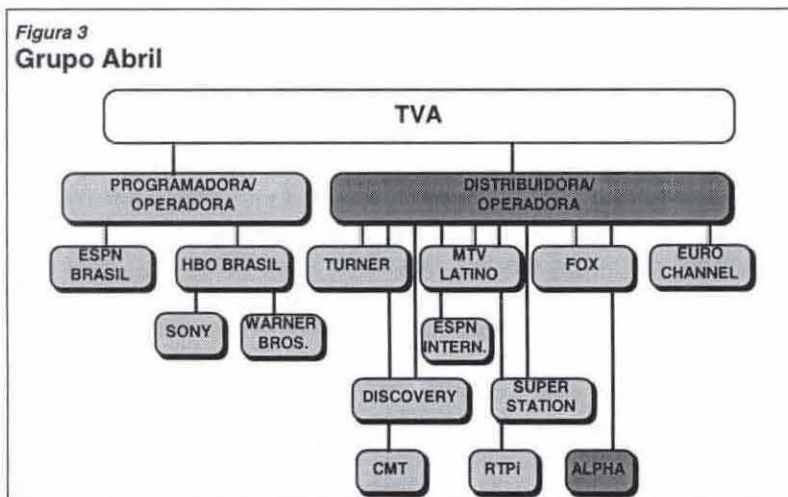 Figura 3
Grupo Abril
TVA
PROGRAMADORA/
OPERADORA
DISTRIBUIDORA/
OPERADORA
ESPN
BRASIL
HBO BRASIL
TURNER
MTV
LATINO
FOX
EURO
CHANNEL
SONY
WARNER
BROS.
ESPN
INTERN.
DISCOVERY
SUPER
STATION
CMT
RTPi
ALPHA